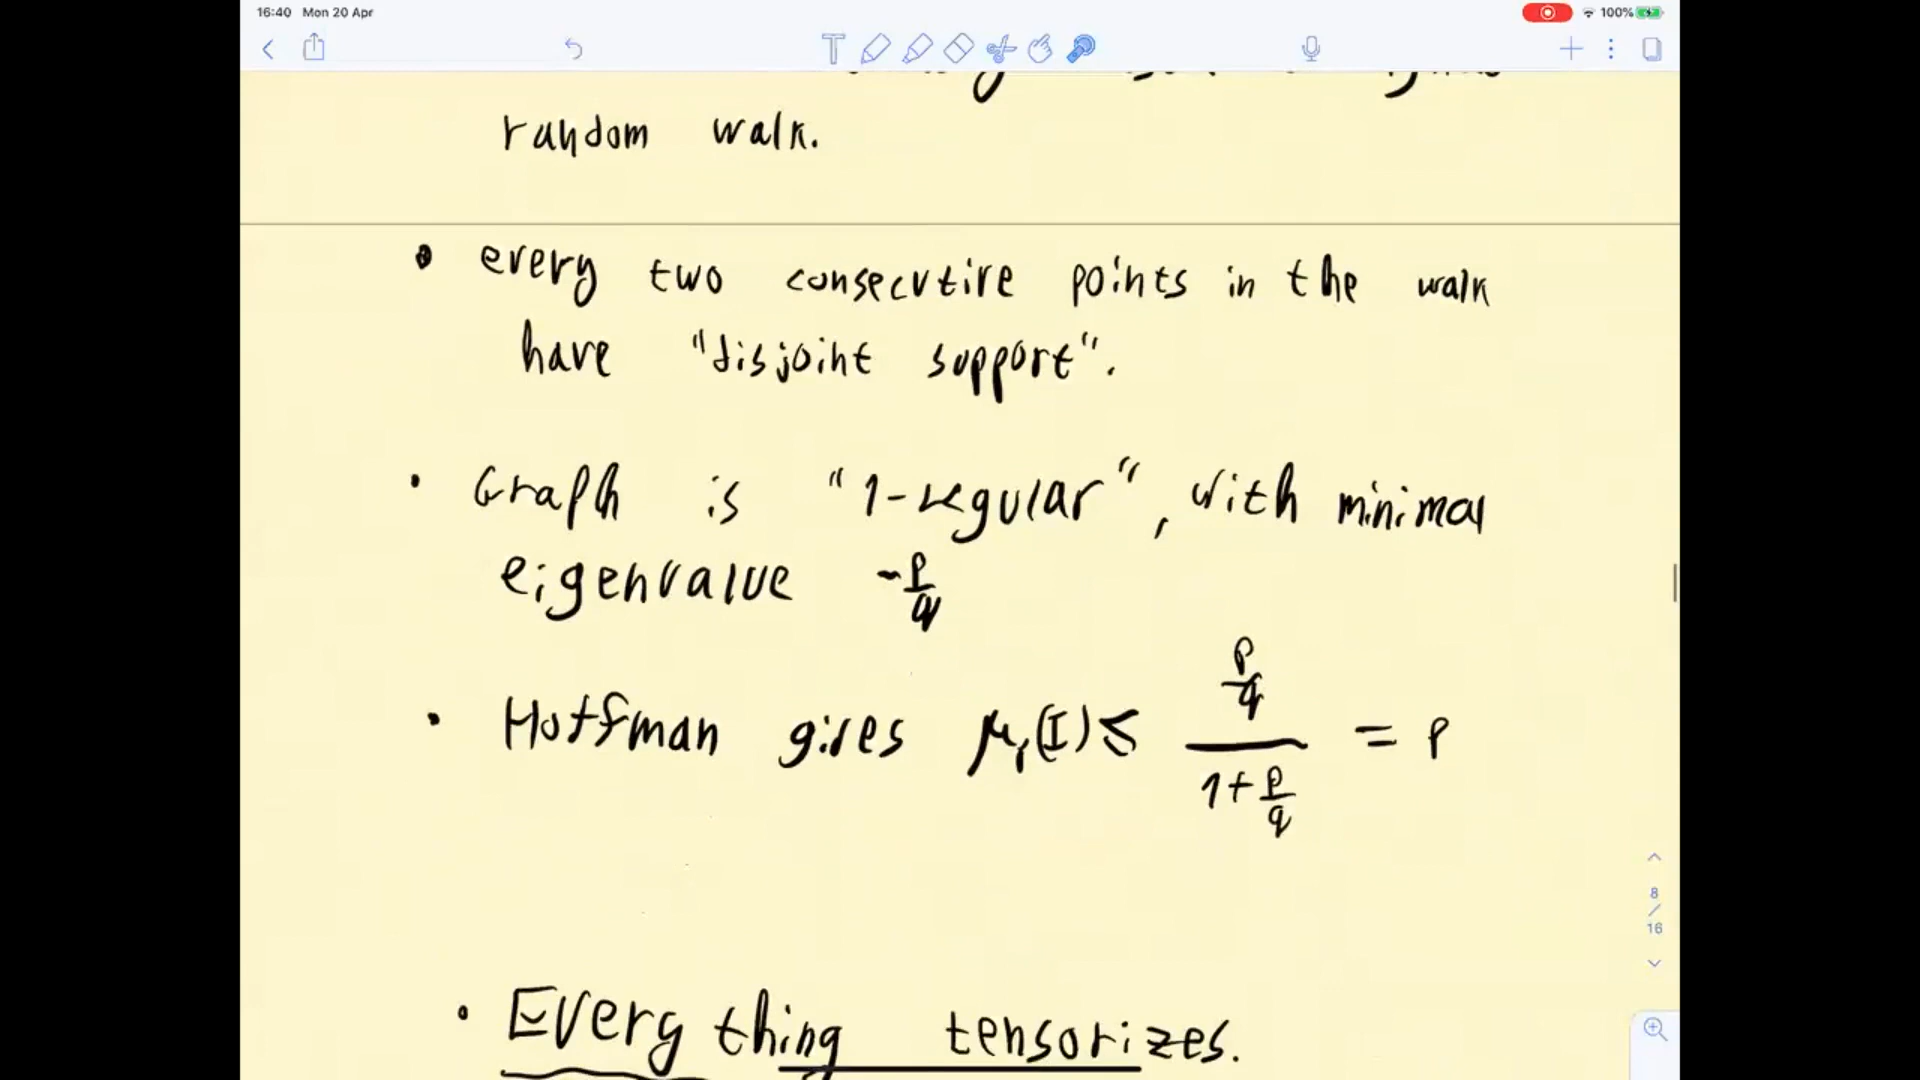 16:40 Mon 20 Apr
100%
random walk.
• every two consecutive points in the walk
have "disjoint support".
• Graph is "1-regular", with minimal
eigenvalue -p/q
• Hoffman gives μ_p(I) ≤ (p/q)/(1+p/q) = p
8
/
16
• Everything tensorizes.